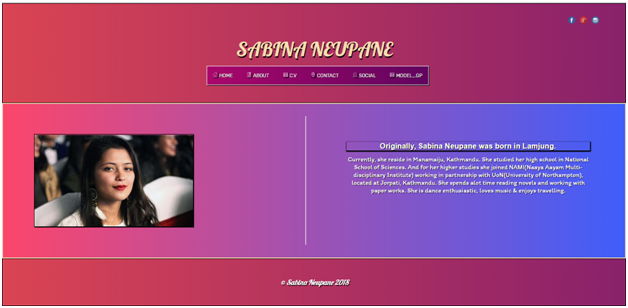 SABINA NEUPANE
HOME ABOUT CV CONTACT SOCIAL MODEL_GP
Originally, Sabina Neupane was born in Lamjung.
Currently, she reside in Manamaiju, Kathmandu. She studied her high school in National
School of Sciences. And for her higher studies she joined NAMI(Naaya Aayam Multi-
disciplinary Institute) working in partnership with UoN(University of Northampton),
located at Jorpati, Kathmandu. She spends alot time reading novels and working with
paper works. She is dance enthusiastic, loves music & enjoys travelling.
© Sabina Neupane 2018